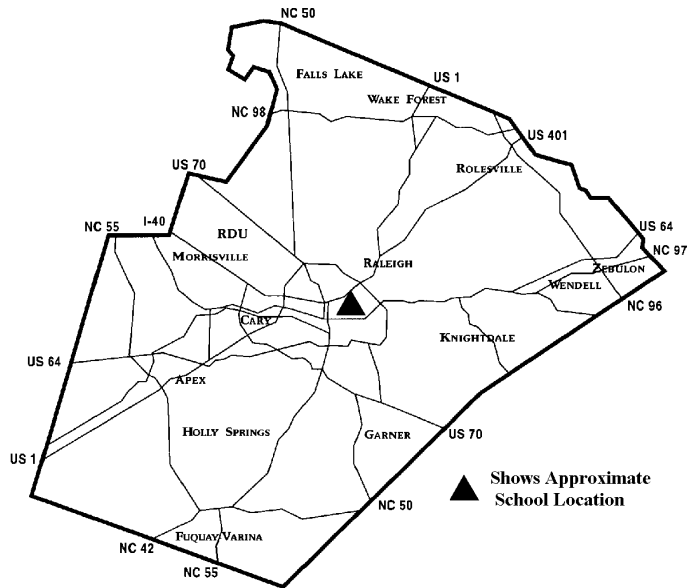 NC 50
FALLS LAKE
US 1
WAKE FOREST
NC 98
US 401
US 70
ROLESVILLE
NC 55
I-40
RDU
US 64
MORRISVILLE
RALEIGH
NC 97
ZEBULON
WENDELL
NC 96
CARY
KNIGHTDALE
US 64
APEX
HOLLY SPRINGS
GARNER
US 70
US 1
Shows Approximate
School Location
NC 50
FUQUAY VARINA
NC 42
NC 55